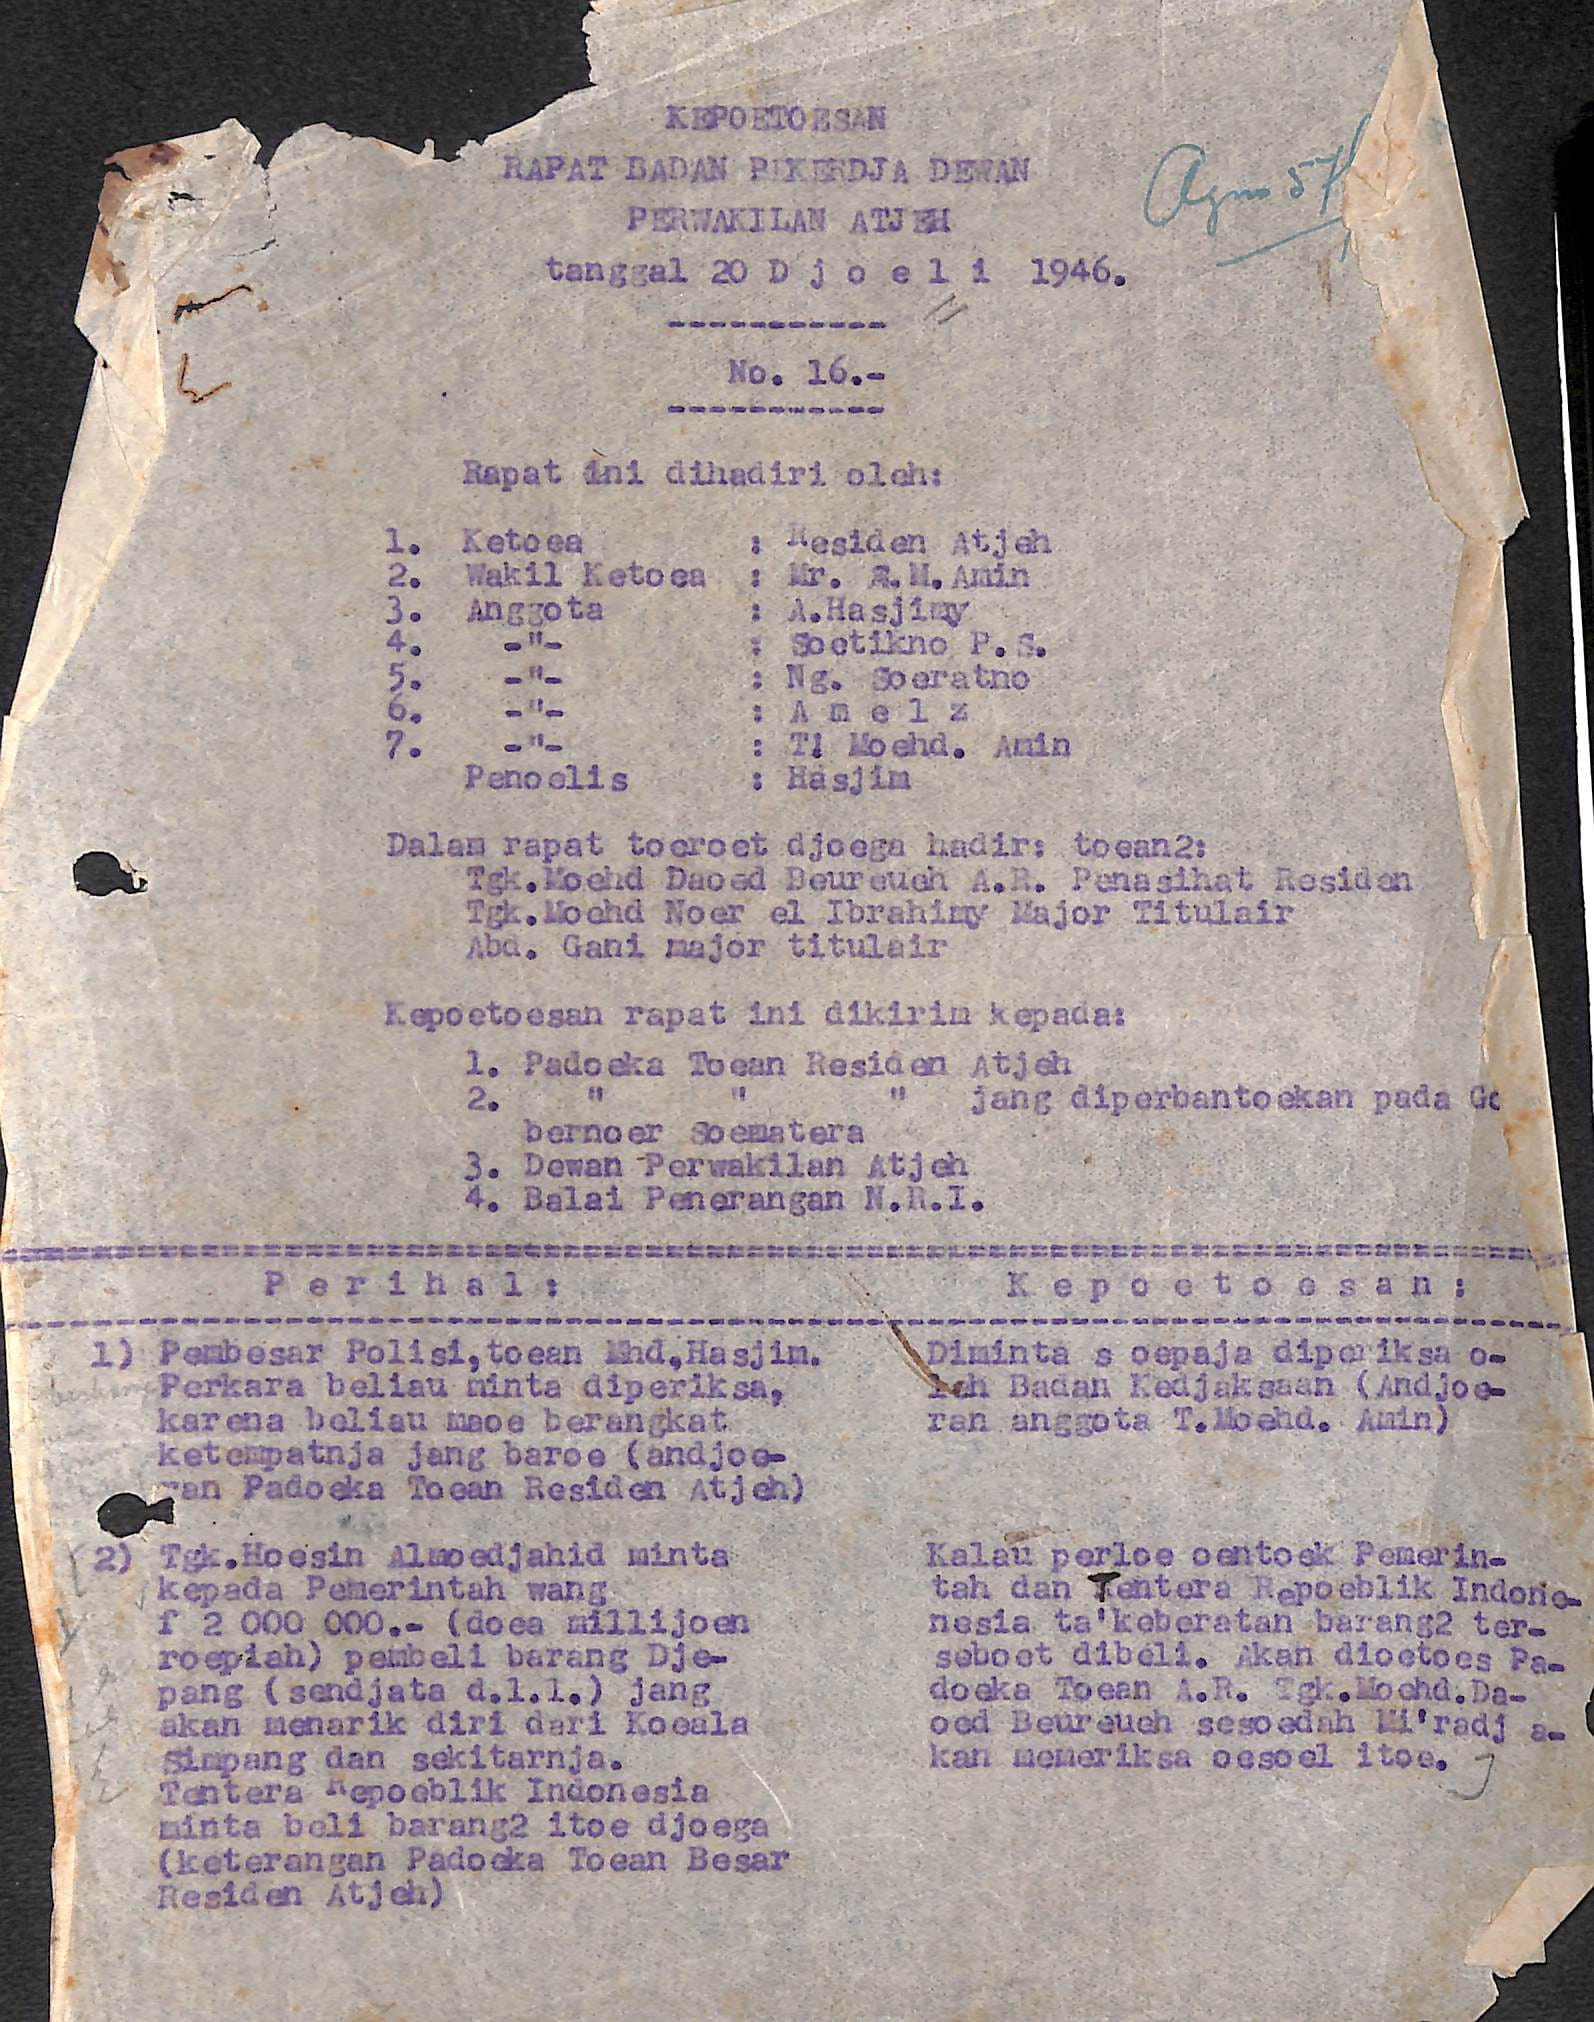 KEPOETOESAN
RAPAT BADAN PEKERDJA DEWAN
PERWAKILAN ATJEH
tanggal 20 D j o e l i 1946.
-----------
No. 16.-
-----------
Rapat ini dihadiri oleh:
1. Ketoea : Residen Atjeh
2. Wakil Ketoea : Mr. S.M.Amin
3. Anggota : A.Hasjimy
4. -"- : Soetikno P.S.
5. -"- : Ng. Soeratno
6. -"- : A m e l z
7. -"- : T. Moehd. Amin
Penoelis : Hasjim
Dalam rapat toeroet djoega hadir: toean2:
Tgk.Moehd Daoed Beureueh A.R. Penasihat Residen
Tgk.Moehd Noer el Ibrahimy Major Titulair
Abd. Gani major titulair
Kepoetoesan rapat ini dikirim kepada:
1. Padoeka Toean Residen Atjeh
2. " " " jang diperbantoekan pada Go
bernoer Soematera
3. Dewan Perwakilan Atjeh
4. Balai Penerangan N.R.I.
P e r i h a l : K e p o e t o e s a n :
1) Pembesar Polisi,toean Mhd,Hasjim.
Perkara beliau minta diperiksa,
karena beliau maoe berangkat
ketempatnja jang baroe (andjoe-
ran Padoeka Toean Residen Atjeh)
Diminta s oepaja diperiksa o-
leh Badan Kedjaksaan (Andjoe-
ran anggota T.Moehd. Amin)
2) Tgk.Hoesin Almoedjahid minta
kepada Pemerintah wang
f 2 000 000.- (doea millijoen
roepiah) pembeli barang Dje-
pang (sendjata d.l.l.) jang
akan menarik diri dari Koeala
Simpang dan sekitarnja.
Tentera Repoeblik Indonesia
minta beli barang2 itoe djoega
(keterangan Padoeka Toean Besar
Residen Atjeh)
Kalau perloe oentoek Pemerin-
tah dan Tentera Repoeblik Indone-
nesia ta'keberatan barang2 ter-
seboet dibeli. Akan dioetoes Pa-
doeka Toean A.R. Tgk.Moehd.Da-
oed Beureueh sesoedah Mi'radj a-
kan memeriksa oesoel itoe.